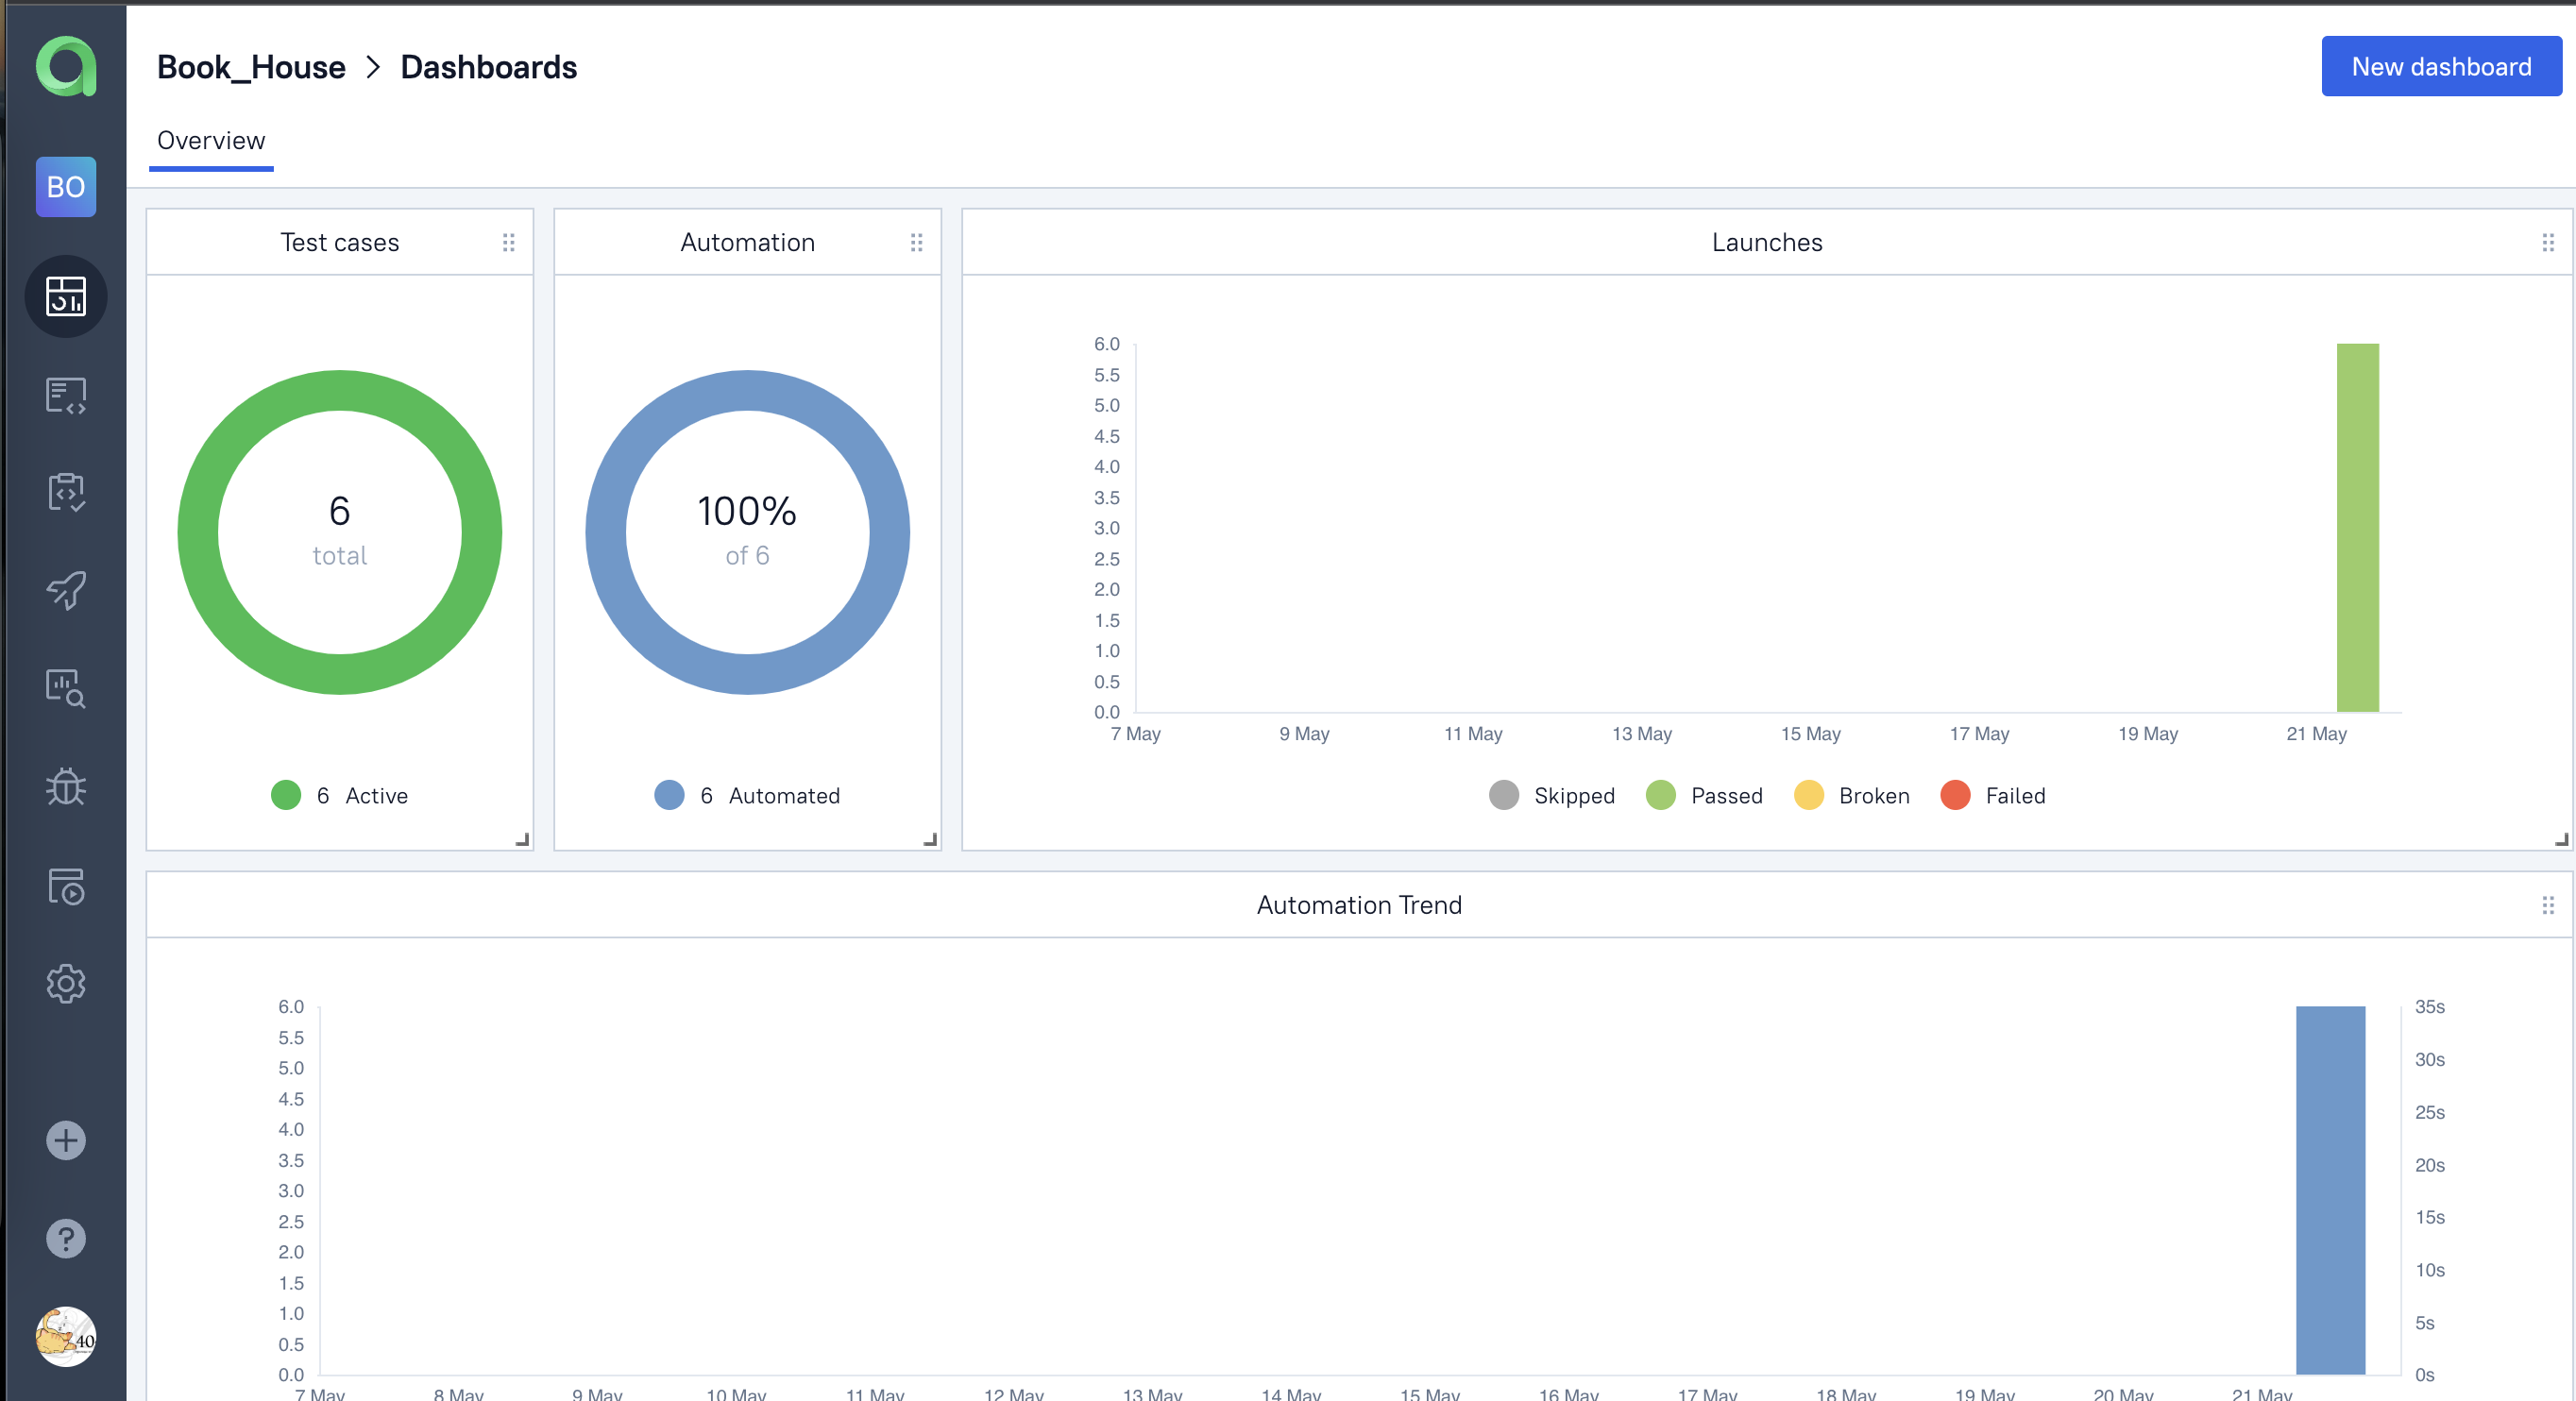 Book_House > Dashboards
New dashboard
Overview
BO
Test cases
6
total
6 Active
Automation
100%
of 6
6 Automated
Launches
6.0
5.5
5.0
4.5
4.0
3.5
3.0
2.5
2.0
1.5
1.0
0.5
0.0
7 May 9 May 11 May 13 May 15 May 17 May 19 May 21 May
Skipped Passed Broken Failed
Automation Trend
6.0
5.5
5.0
4.5
4.0
3.5
3.0
2.5
2.0
1.5
1.0
0.5
0.0
35s
30s
25s
20s
15s
10s
5s
0s
7 May 8 May 9 May 10 May 11 May 12 May 13 May 14 May 15 May 16 May 17 May 18 May 19 May 20 May 21 May
40